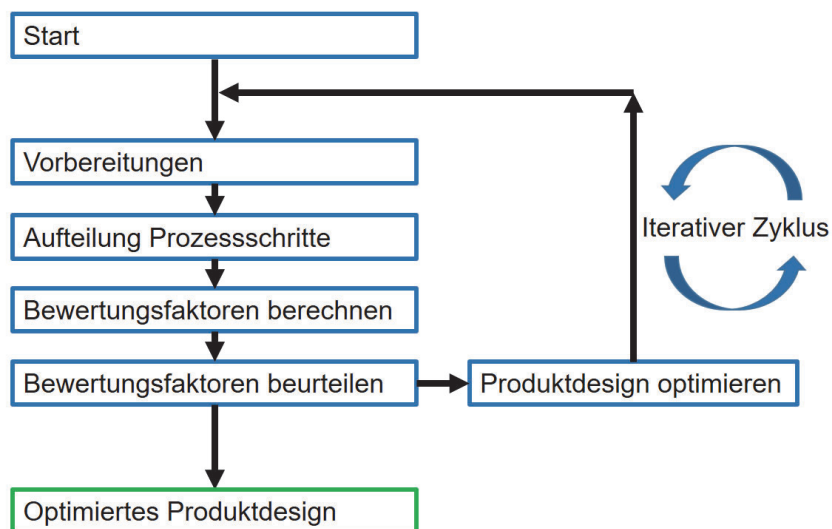 Start
Vorbereitungen
Aufteilung Prozessschritte
Iterativer Zyklus
Bewertungsfaktoren berechnen
Bewertungsfaktoren beurteilen
Produktdesign optimieren
Optimiertes Produktdesign